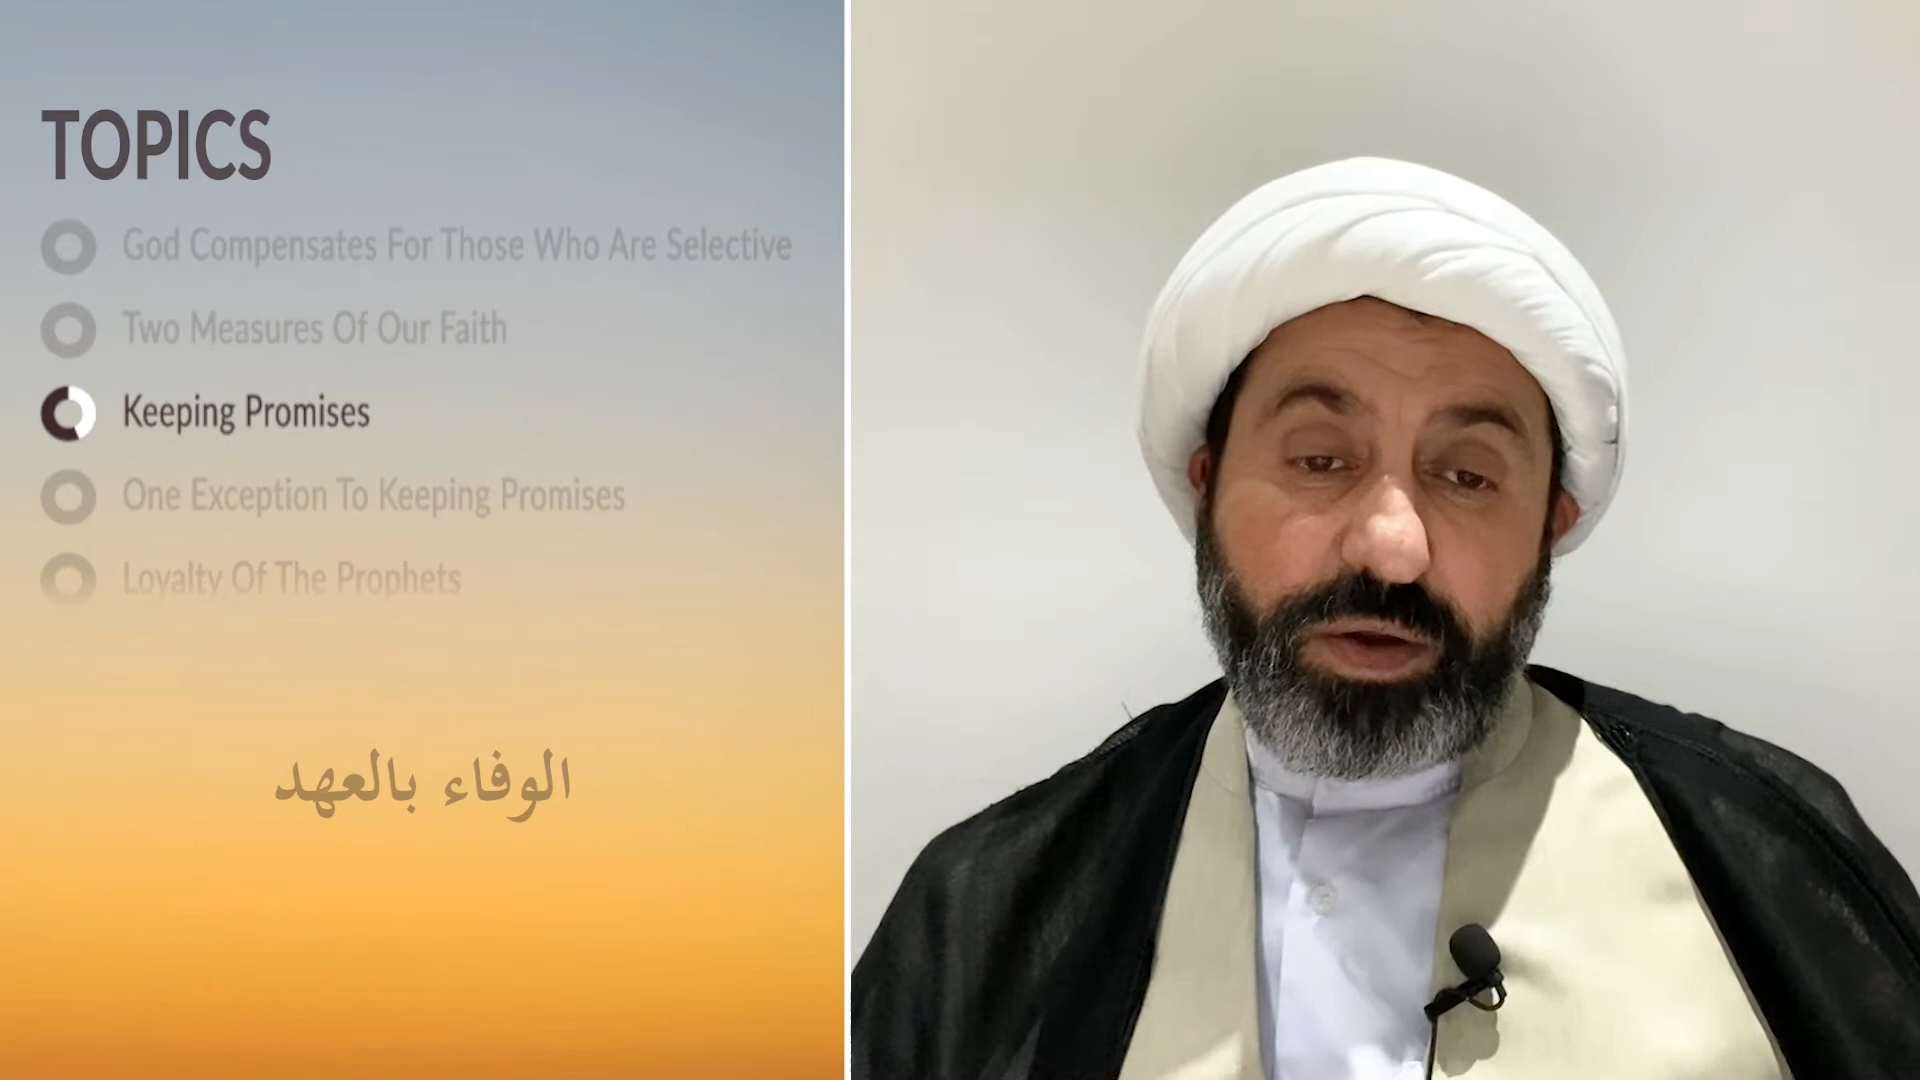 TOPICS
God Compensates For Those Who Are Selective
Two Measures Of Our Faith
Keeping Promises
One Exception To Keeping Promises
Loyalty Of The Prophets
الوفاء بالعهد